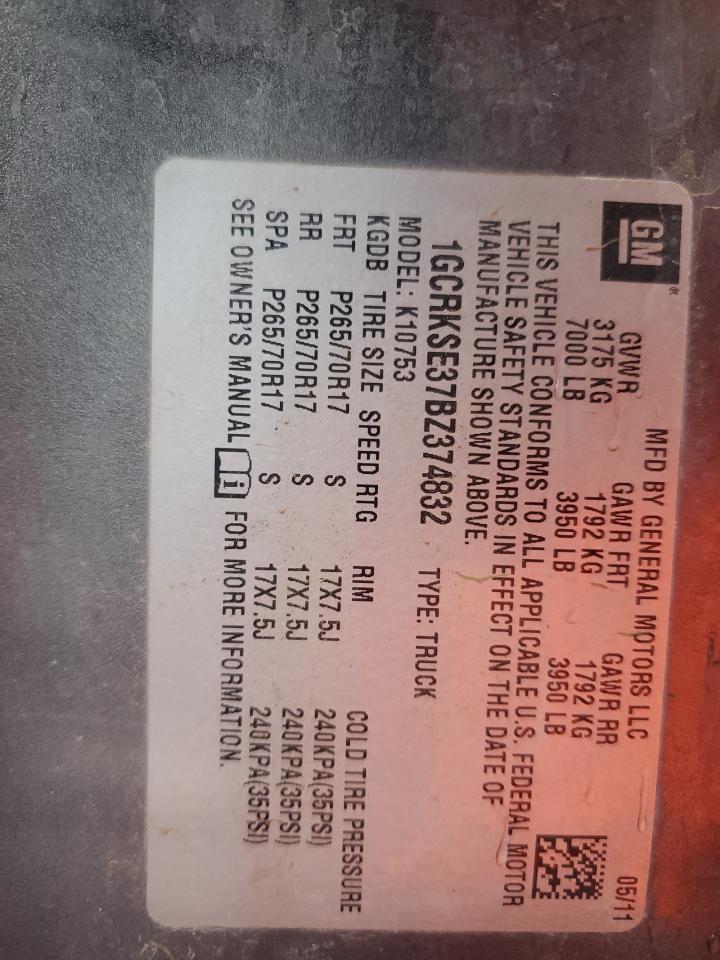 GM®
MFD BY GENERAL MOTORS LLC 05/11
GVWR GAWR FRT GAWR RR
3175 KG 1792 KG 1792 KG
7000 LB 3950 LB 3950 LB
THIS VEHICLE CONFORMS TO ALL APPLICABLE U.S. FEDERAL MOTOR
VEHICLE SAFETY STANDARDS IN EFFECT ON THE DATE OF
MANUFACTURE SHOWN ABOVE.
1GCRKSE37BZ374832 TYPE: TRUCK
MODEL: K10753
KGDB TIRE SIZE SPEED RTG RIM COLD TIRE PRESSURE
FRT P265/70R17 S 17X7.5J 240KPA(35PSI)
RR P265/70R17 S 17X7.5J 240KPA(35PSI)
SPA P265/70R17 S 17X7.5J 240KPA(35PSI)
SEE OWNER'S MANUAL i FOR MORE INFORMATION.